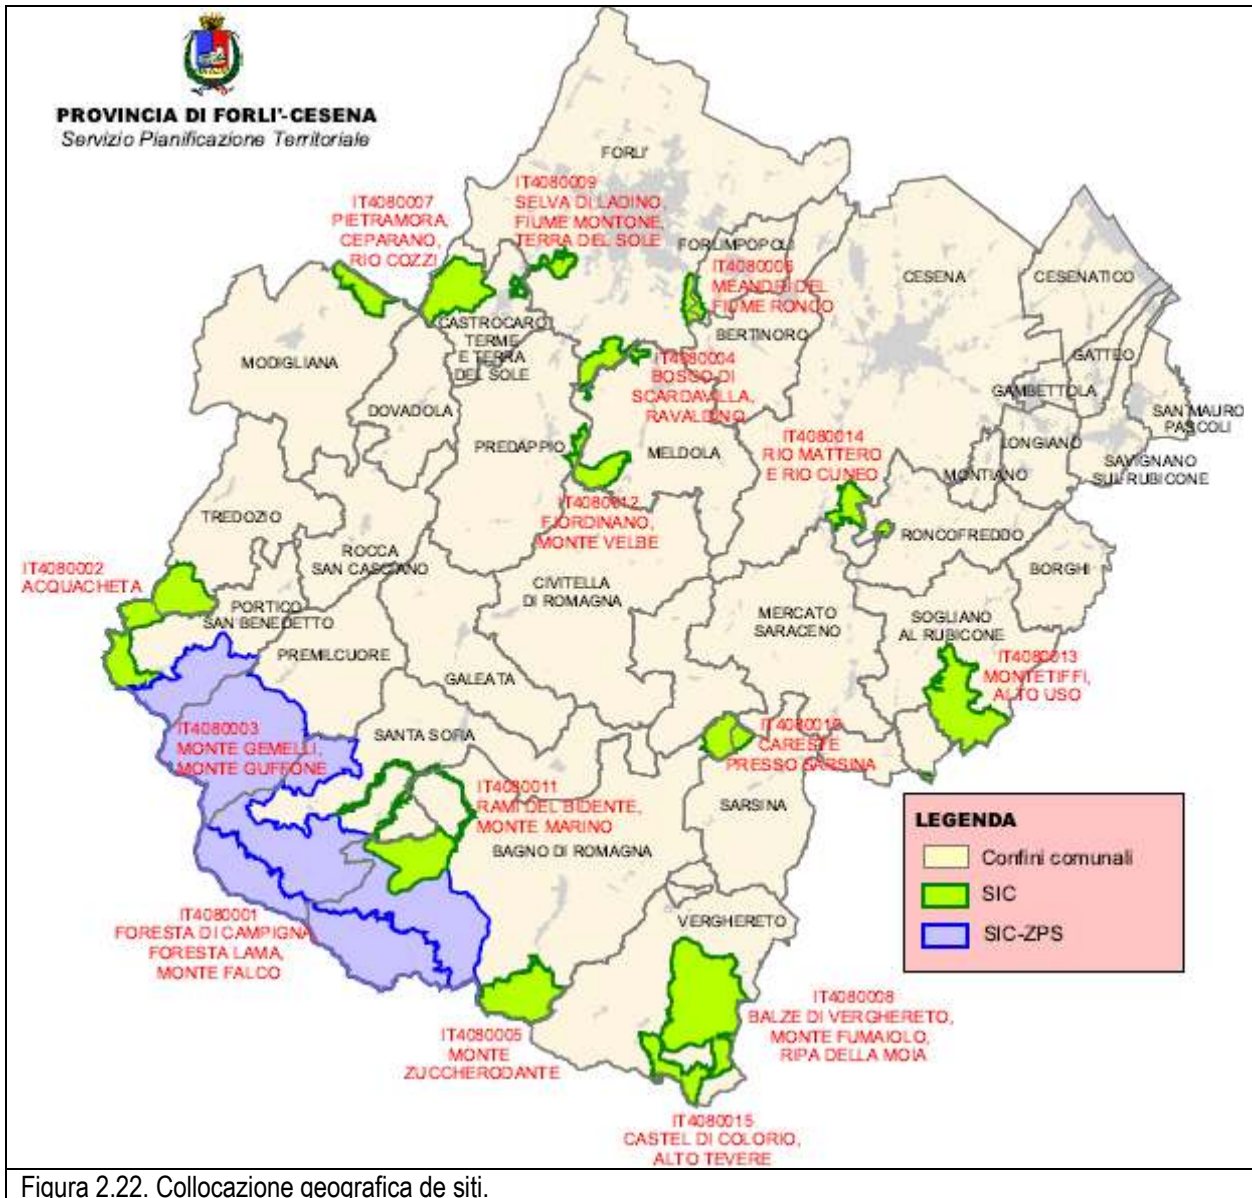 PROVINCIA DI FORLI'-CESENA
Servizio Pianificazione Territoriale
FORLI'
IT4080009
SELVA DI LADINO,
FIUME MONTONE,
TERRA DEL SOLE
IT4080007
PIETRAMORA,
CEPARANO,
RIO COZZI
FORLIMPOPOLI
IT4080006
MEANDRI DEL
FIUME RONCO
CESENA
CESENATICO
BERTINORO
CASTROCARO
TERME
E TERRA
DEL SOLE
MODIGLIANA
IT4080004
BOSCO DI
SCARDAVILLA,
RAVALDINO
GATTEO
GAMBETTOLA
SAN MAURO
PASCOLI
DOVADOLA
PREDAPPIO
MELDOLA
IT4080014
RIO MATTERO
E RIO CUNEO
LONGIANO
MONTIANO
SAVIGNANO
SUL RUBICONE
IT4080012
FIORDINANO,
MONTE VELBE
TREDOZIO
RONCOFREDDO
ROCCA
SAN CASCIANO
BORGHI
IT4080002
ACQUACHETA
CIVITELLA
DI ROMAGNA
PORTICO
SAN BENEDETTO
MERCATO
SARACENO
SOGLIANO
AL RUBICONE
PREMILCUORE
IT4080013
MONTETIFFI,
ALTO USO
GALEATA
IT4080003
MONTE GEMELLI,
MONTE GUFFONE
SANTA SOFIA
IT4080010
CARESTE
PRESSO SARSINA
IT4080011
RAMI DEL BIDENTE,
MONTE MARINO
SARSINA
BAGNO DI ROMAGNA
LEGENDA
Confini comunali
SIC
SIC-ZPS
IT4080001
FORESTA DI CAMPIGNA,
FORESTA LAMA,
MONTE FALCO
VERGHERETO
IT4080008
BALZE DI VERGHERETO,
MONTE FUMAIOLO,
RIPA DELLA MOIA
IT4080005
MONTE
ZUCCHERODANTE
IT4080015
CASTEL DI COLORIO,
ALTO TEVERE
Figura 2.22. Collocazione geografica de siti.